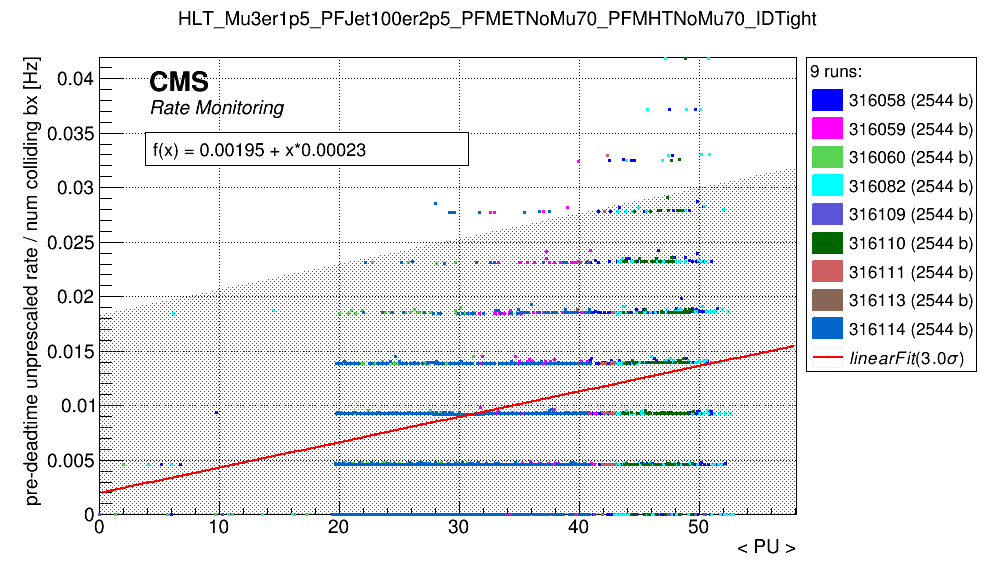 HLT_Mu3er1p5_PFJet100er2p5_PFMETNoMu70_PFMHTNoMu70_IDTight
pre-deadtime unprescaled rate / num colliding bx [Hz]
0.04
0.035
0.03
0.025
0.02
0.015
0.01
0.005
0
CMS
Rate Monitoring
f(x) = 0.00195 + x*0.00023
0 10 20 30 40 50
< PU >
9 runs:
316058 (2544 b)
316059 (2544 b)
316060 (2544 b)
316082 (2544 b)
316109 (2544 b)
316110 (2544 b)
316111 (2544 b)
316113 (2544 b)
316114 (2544 b)
linearFit(3.0σ)